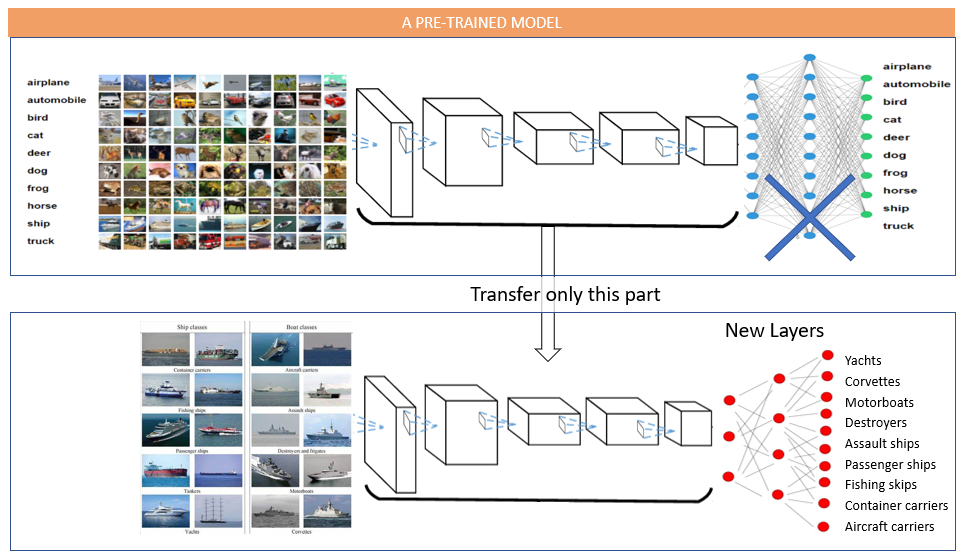 A PRE-TRAINED MODEL
airplane
automobile
bird
cat
deer
dog
frog
horse
ship
truck
airplane
automobile
bird
cat
deer
dog
frog
horse
ship
truck
Transfer only this part
Ship classes
Boat classes
Container carriers
Aircraft carriers
Fishing ships
Assault ships
Passenger ships
Destroyers and frigates
Tankers
Motorboats
Yachts
Corvettes
New Layers
Yachts
Corvettes
Motorboats
Destroyers
Assault ships
Passenger ships
Fishing skips
Container carriers
Aircraft carriers